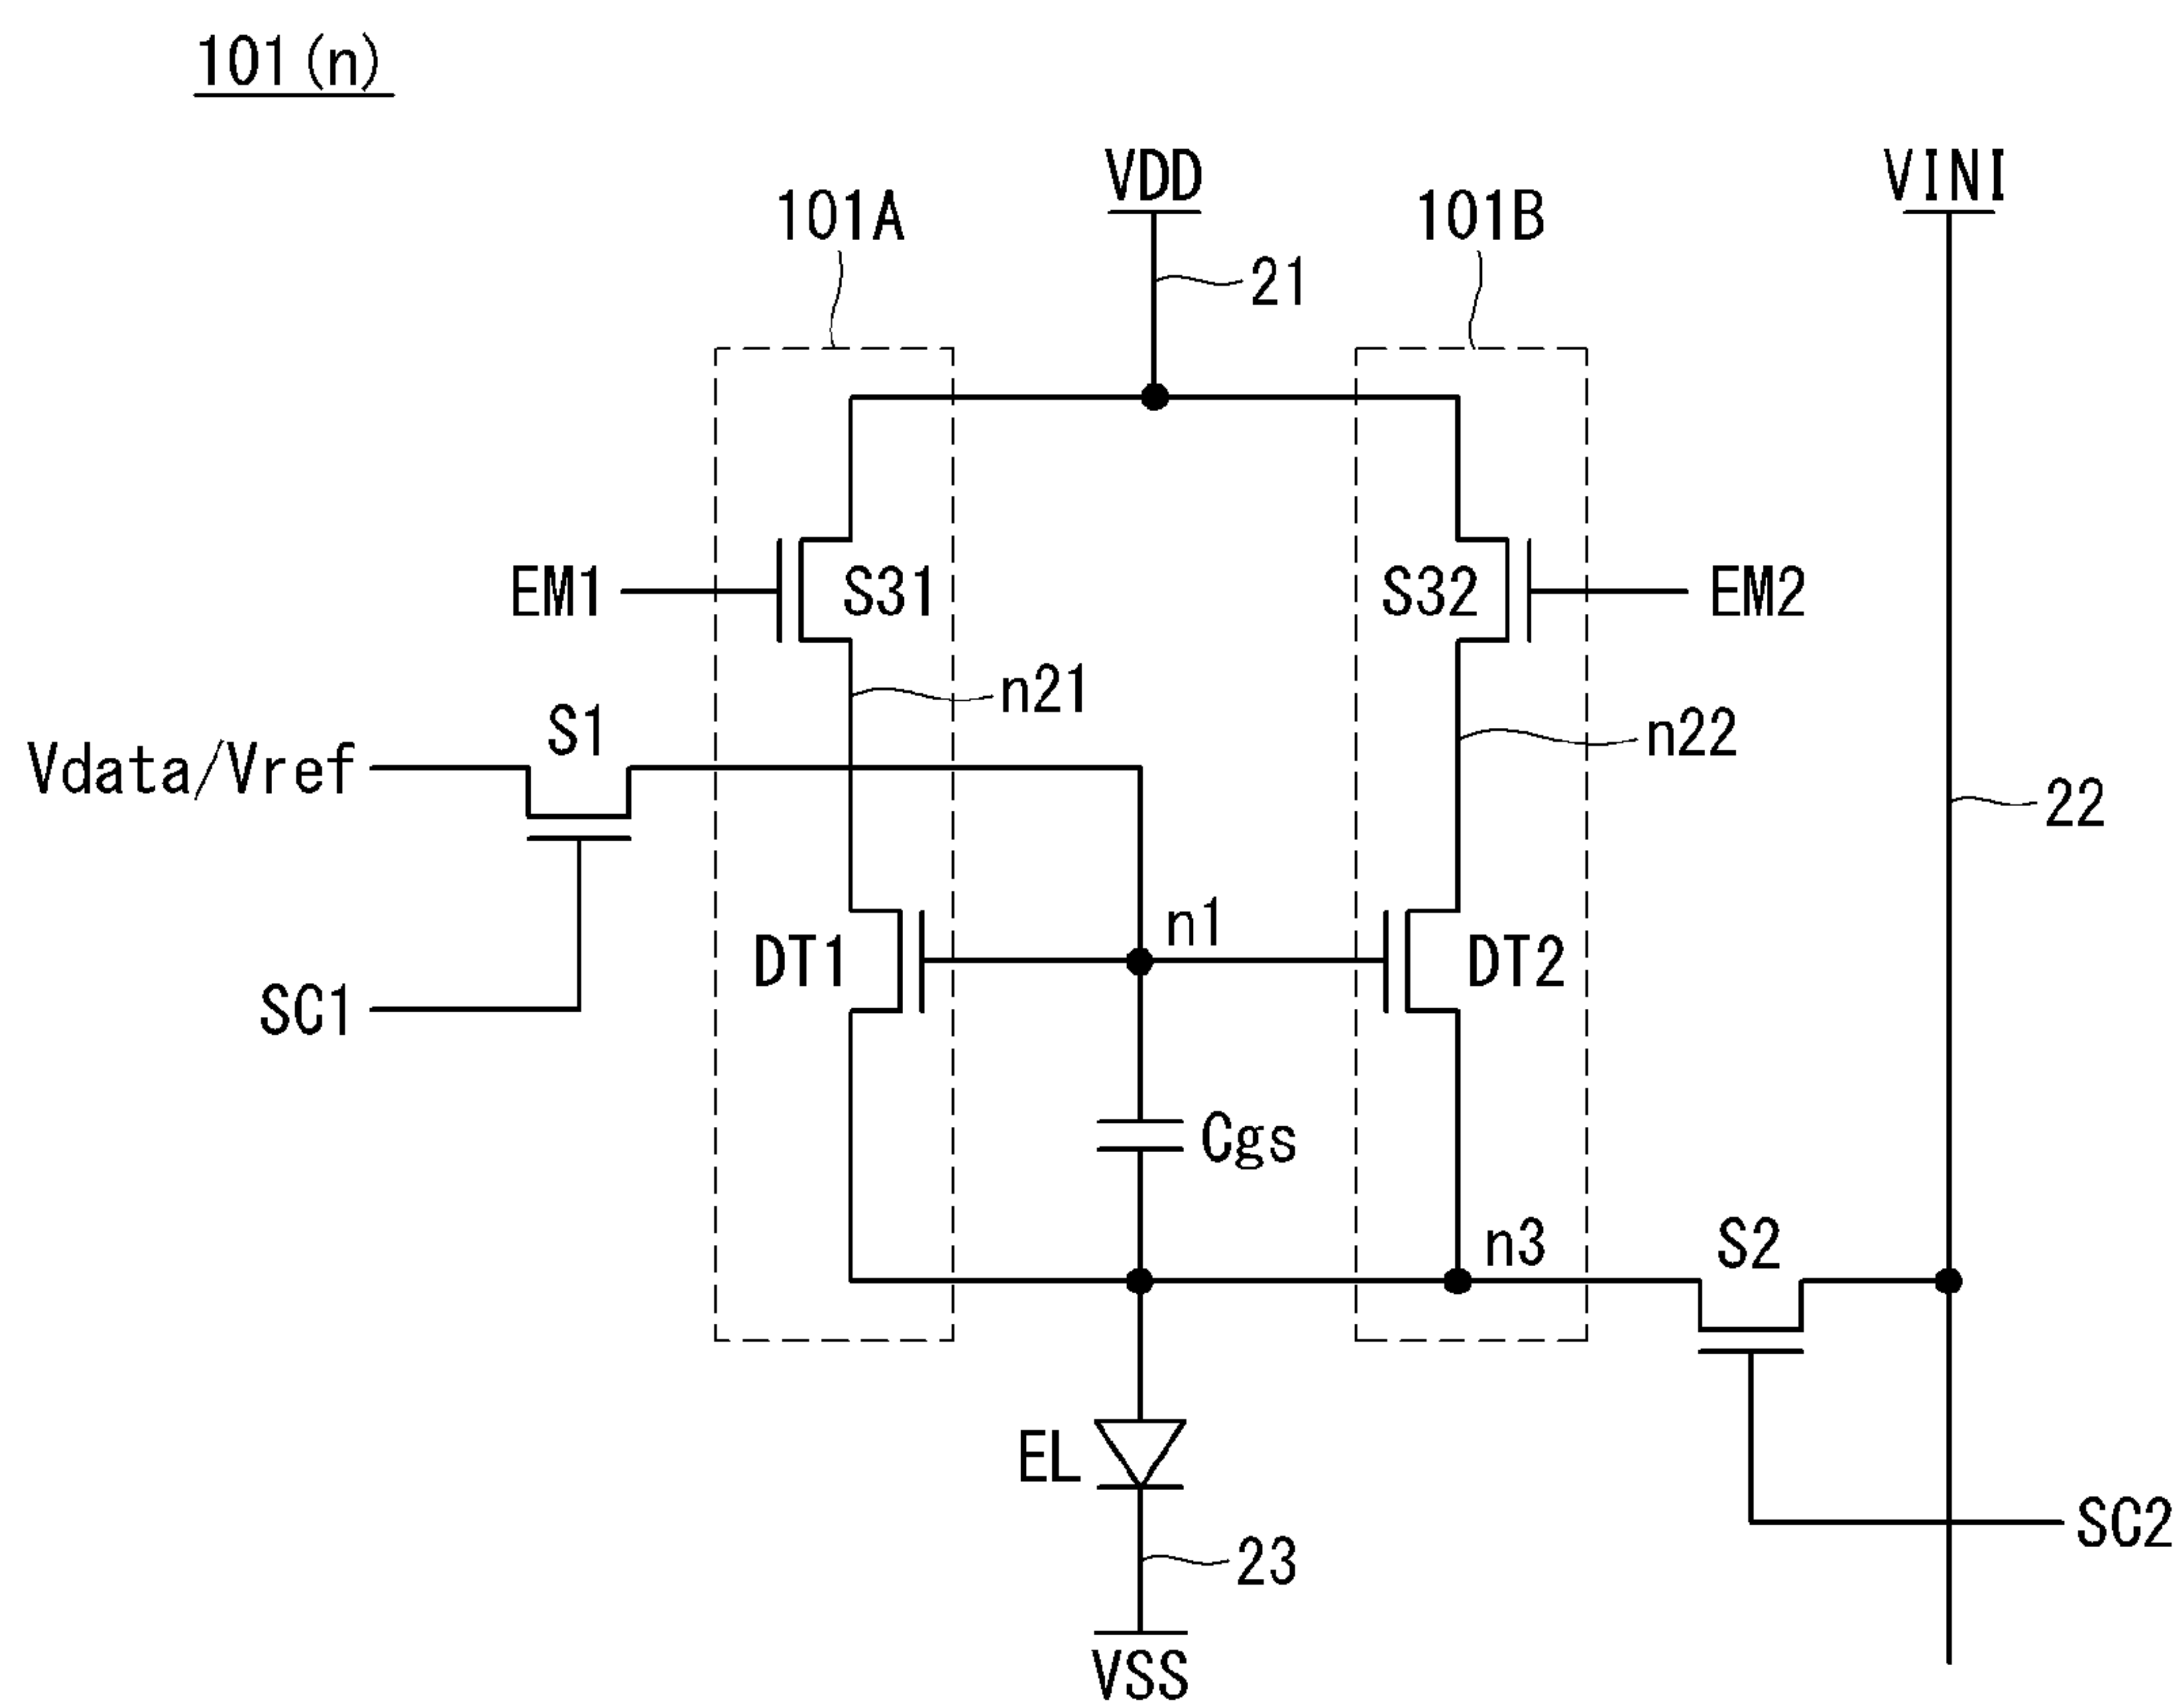 101(n)
VDD
VINI
101A
101B
21
EM1
S31
S32
EM2
n21
S1
n22
Vdata/Vref
22
n1
DT1
DT2
SC1
Cgs
n3
S2
EL
SC2
23
VSS